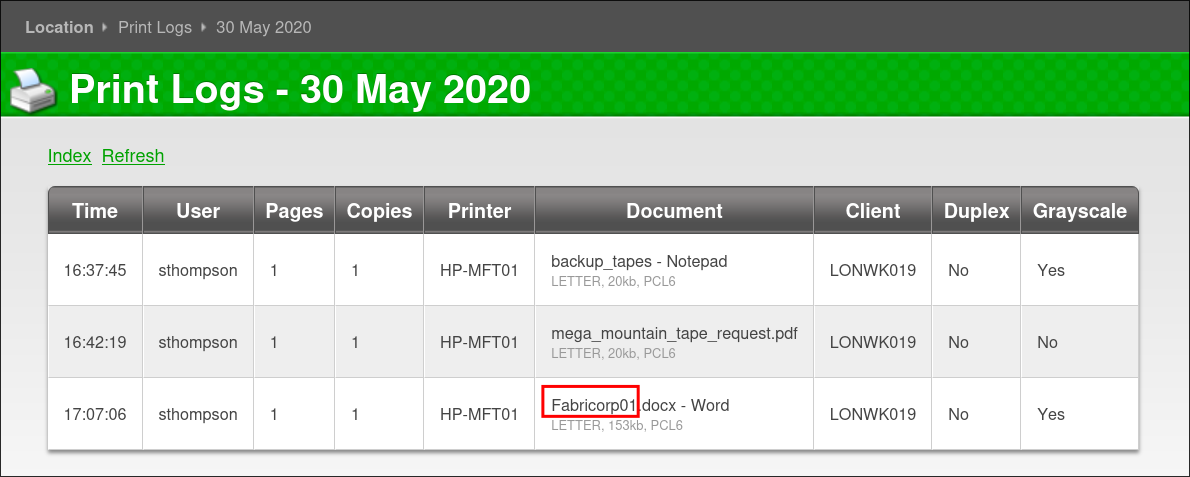 Location Print Logs 30 May 2020
Print Logs - 30 May 2020
Index Refresh
Time User Pages Copies Printer Document Client Duplex Grayscale
16:37:45 sthompson 1 1 HP-MFT01 backup_tapes - Notepad LONWK019 No Yes
LETTER, 20kb, PCL6
16:42:19 sthompson 1 1 HP-MFT01 mega_mountain_tape_request.pdf LONWK019 No No
LETTER, 20kb, PCL6
17:07:06 sthompson 1 1 HP-MFT01 Fabricorp01.docx - Word LONWK019 No Yes
LETTER, 153kb, PCL6